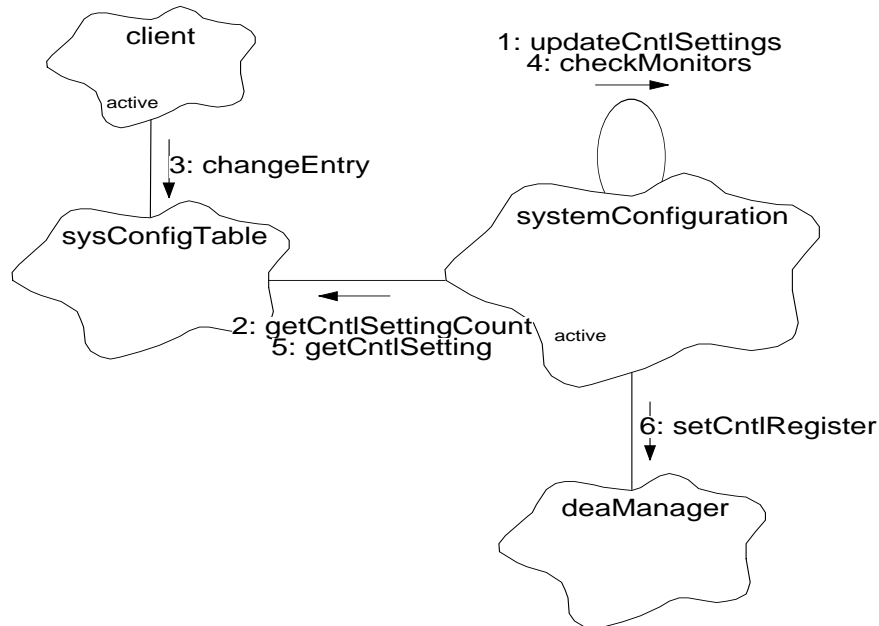 client
active
1: updateCntlSettings
4: checkMonitors
3: changeEntry
sysConfigTable
systemConfiguration
2: getCntlSettingCount
5: getCntlSetting
active
6: setCntlRegister
deaManager